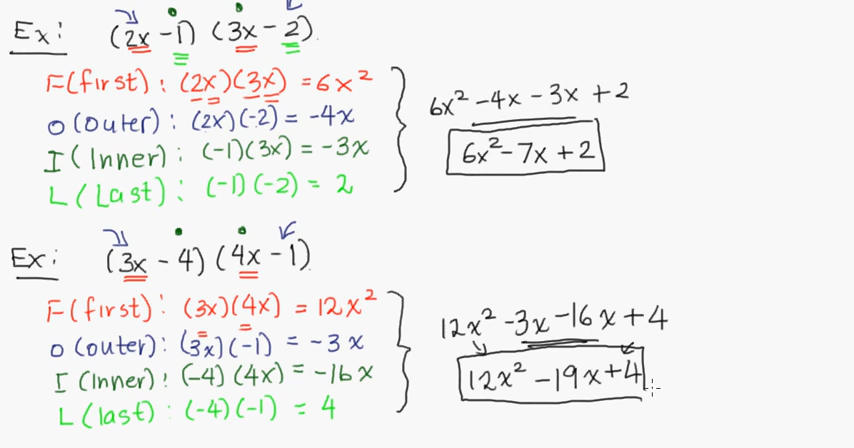 Ex: (2x - 1) (3x - 2)
F(first): (2x)(3x) = 6x²
O(outer): (2x)(-2) = -4x
I(Inner): (-1)(3x) = -3x
L(Last): (-1)(-2) = 2
6x² - 4x - 3x + 2
6x² - 7x + 2
Ex: (3x - 4) (4x - 1)
F(first): (3x)(4x) = 12x²
O(outer): (3x)(-1) = -3x
I(Inner): (-4)(4x) = -16x
L(last): (-4)(-1) = 4
12x² - 3x - 16x + 4
12x² - 19x + 4